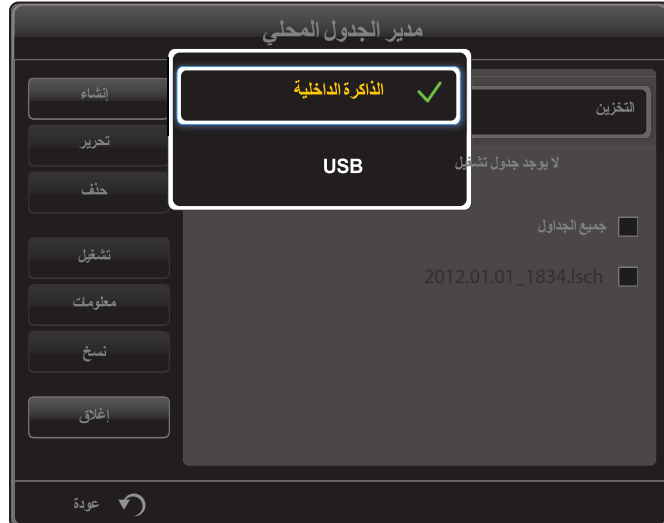 مدير الجدول المحلي
الذاكرة الداخلية
USB
التخزين
لا يوجد جدول تشغيل
جميع الجداول
2012.01.01_1834.lsch
إنشاء
تحرير
حذف
تشغيل
معلومات
نسخ
إغلاق
عودة